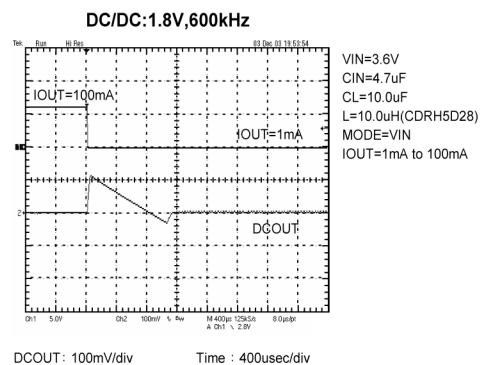 DC/DC:1.8V,600kHz
Tek Run Hi Res 03 Dec 03 19:53:54
IOUT=100mA
IOUT=1mA
DCOUT
Ch1 5.0V Ch2 100mV Bw M 400µs 125kS/s 8.0µs/pt
A Ch1 2.8V
VIN=3.6V
CIN=4.7uF
CL=10.0uF
L=10.0uH(CDRH5D28)
MODE=VIN
IOUT=1mA to 100mA
DCOUT: 100mV/div Time : 400usec/div